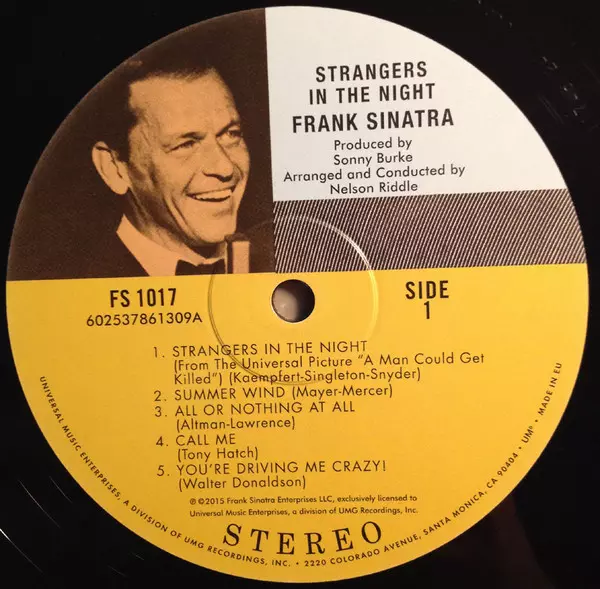 STRANGERS
IN THE NIGHT
FRANK SINATRA
Produced by
Sonny Burke
Arranged and Conducted by
Nelson Riddle
FS 1017
602537861309A
SIDE
1
1. STRANGERS IN THE NIGHT
(From The Universal Picture "A Man Could Get
Killed") (Kaempfert-Singleton-Snyder)
2. SUMMER WIND (Mayer-Mercer)
3. ALL OR NOTHING AT ALL
(Altman-Lawrence)
4. CALL ME
(Tony Hatch)
5. YOU'RE DRIVING ME CRAZY!
(Walter Donaldson)
℗©2015 Frank Sinatra Enterprises LLC, exclusively licensed to
Universal Music Enterprises, a division of UMG Recordings, Inc.
STEREO
UNIVERSAL MUSIC ENTERPRISES, A DIVISION OF UMG RECORDINGS, INC. • 2220 COLORADO AVENUE, SANTA MONICA, CA 90404 • UM® • MADE IN EU